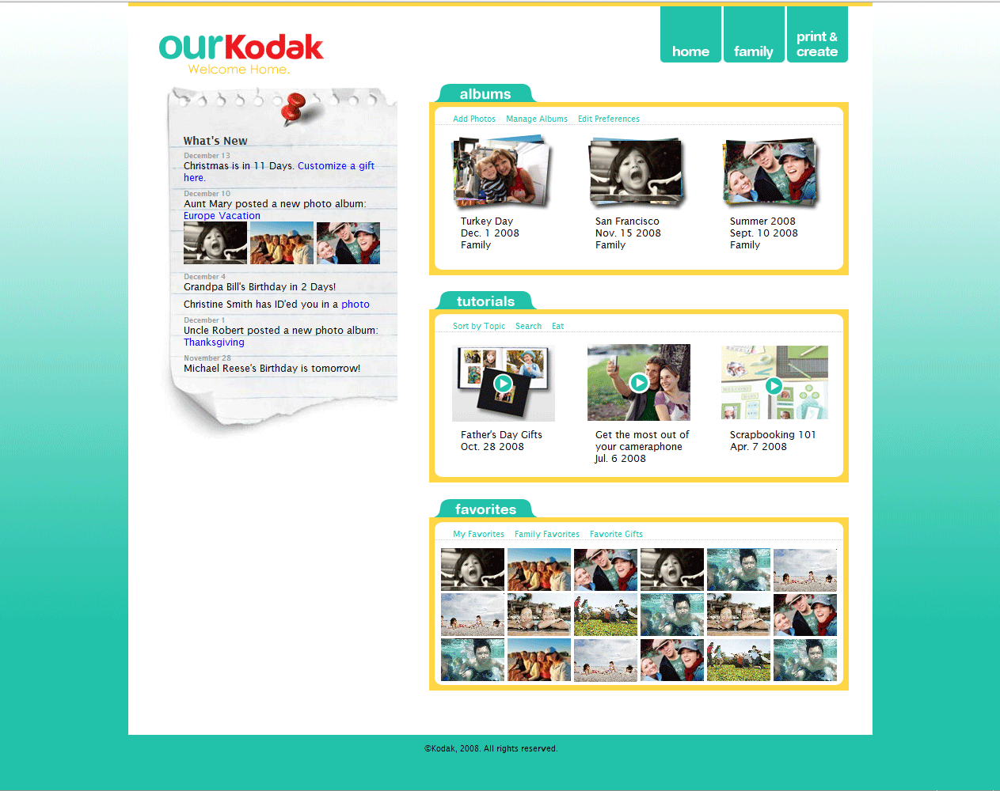 ourKodak
Welcome Home.
home
family
print &
create
What's New
December 13
Christmas is in 11 Days. Customize a gift
here.
December 10
Aunt Mary posted a new photo album:
Europe Vacation
December 4
Grandpa Bill's Birthday in 2 Days!
Christine Smith has ID'ed you in a photo
December 1
Uncle Robert posted a new photo album:
Thanksgiving
November 28
Michael Reese's Birthday is tomorrow!
albums
Add Photos Manage Albums Edit Preferences
Turkey Day
Dec. 1 2008
Family
San Francisco
Nov. 15 2008
Family
Summer 2008
Sept. 10 2008
Family
tutorials
Sort by Topic Search Eat
Father's Day Gifts
Oct. 28 2008
Get the most out of
your cameraphone
Jul. 6 2008
Scrapbooking 101
Apr. 7 2008
favorites
My Favorites Family Favorites Favorite Gifts
©Kodak, 2008. All rights reserved.